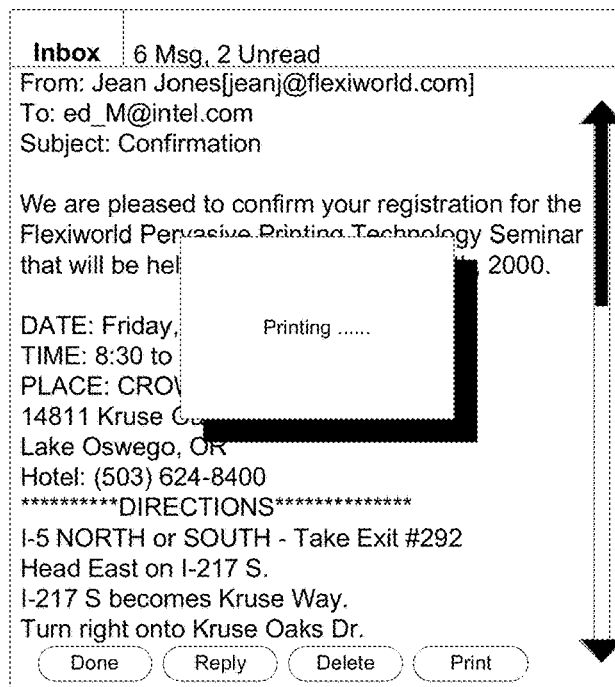 Inbox 6 Msg, 2 Unread
From: Jean Jones[jeanj@flexiworld.com]
To: ed_M@intel.com
Subject: Confirmation
We are pleased to confirm your registration for the
Flexiworld Pervasive Printing Technology Seminar
that will be hel 2000.
Printing ......
DATE: Friday,
TIME: 8:30 to
PLACE: CROW
14811 Kruse
Lake Oswego, OR
Hotel: (503) 624-8400
**********DIRECTIONS**************
I-5 NORTH or SOUTH - Take Exit #292
Head East on I-217 S.
I-217 S becomes Kruse Way.
Turn right onto Kruse Oaks Dr.
Done Reply Delete Print